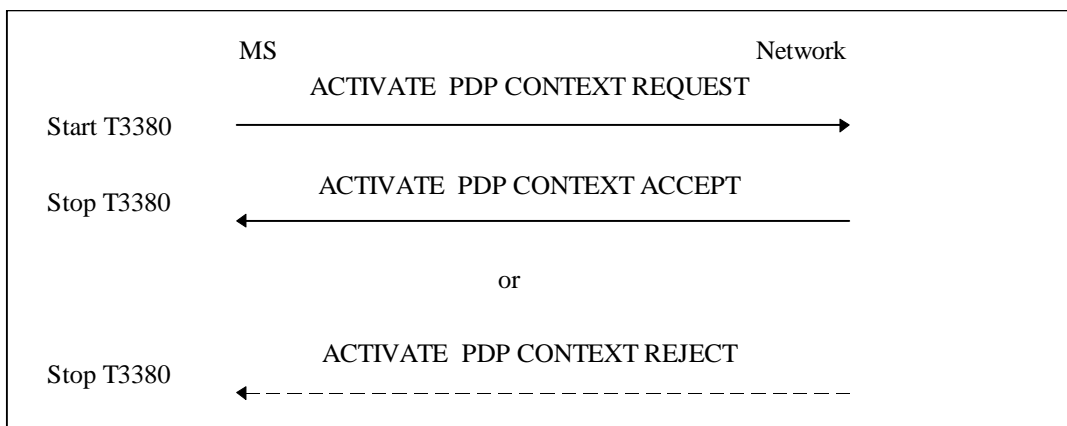 MS Network
ACTIVATE PDP CONTEXT REQUEST
Start T3380
ACTIVATE PDP CONTEXT ACCEPT
Stop T3380
or
ACTIVATE PDP CONTEXT REJECT
Stop T3380